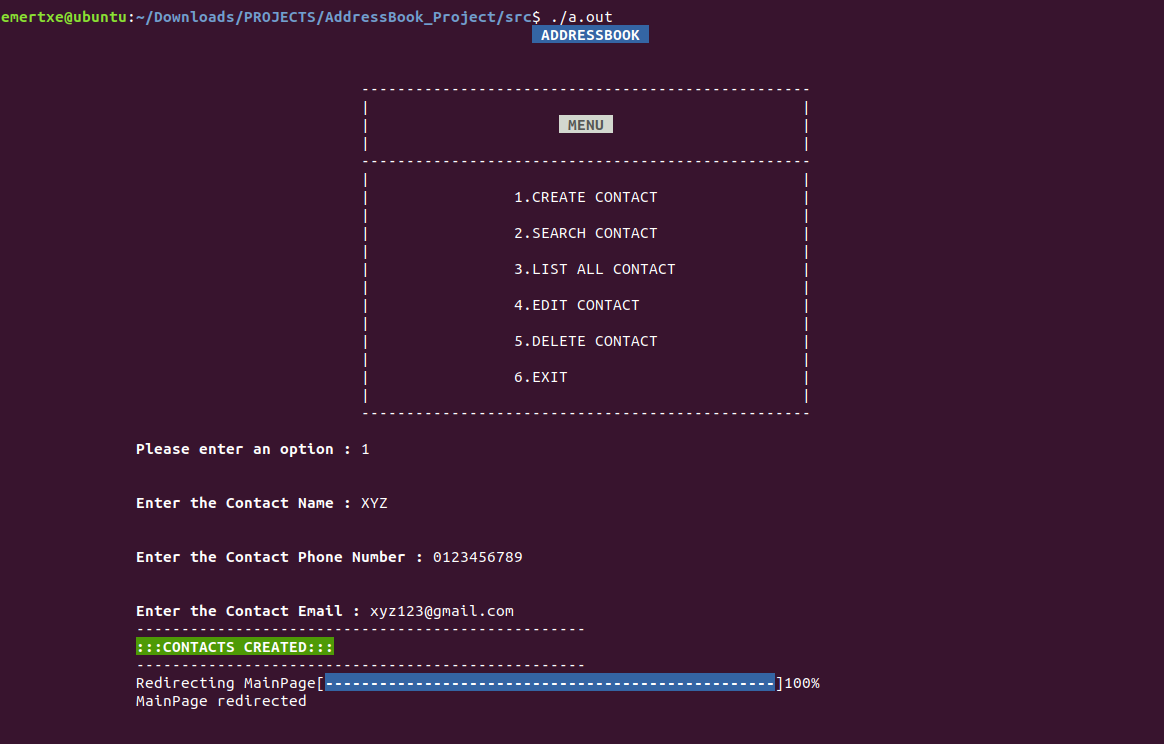 emertxe@ubuntu:~/Downloads/PROJECTS/AddressBook_Project/src$ ./a.out
ADDRESSBOOK
--------------------------------------------------
| |
| MENU |
| |
--------------------------------------------------
| |
| 1.CREATE CONTACT |
| |
| 2.SEARCH CONTACT |
| |
| 3.LIST ALL CONTACT |
| |
| 4.EDIT CONTACT |
| |
| 5.DELETE CONTACT |
| |
| 6.EXIT |
| |
--------------------------------------------------
Please enter an option : 1
Enter the Contact Name : XYZ
Enter the Contact Phone Number : 0123456789
Enter the Contact Email : xyz123@gmail.com
--------------------------------------------------
:::CONTACTS CREATED:::
--------------------------------------------------
Redirecting MainPage[--------------------------------------------------]100%
MainPage redirected